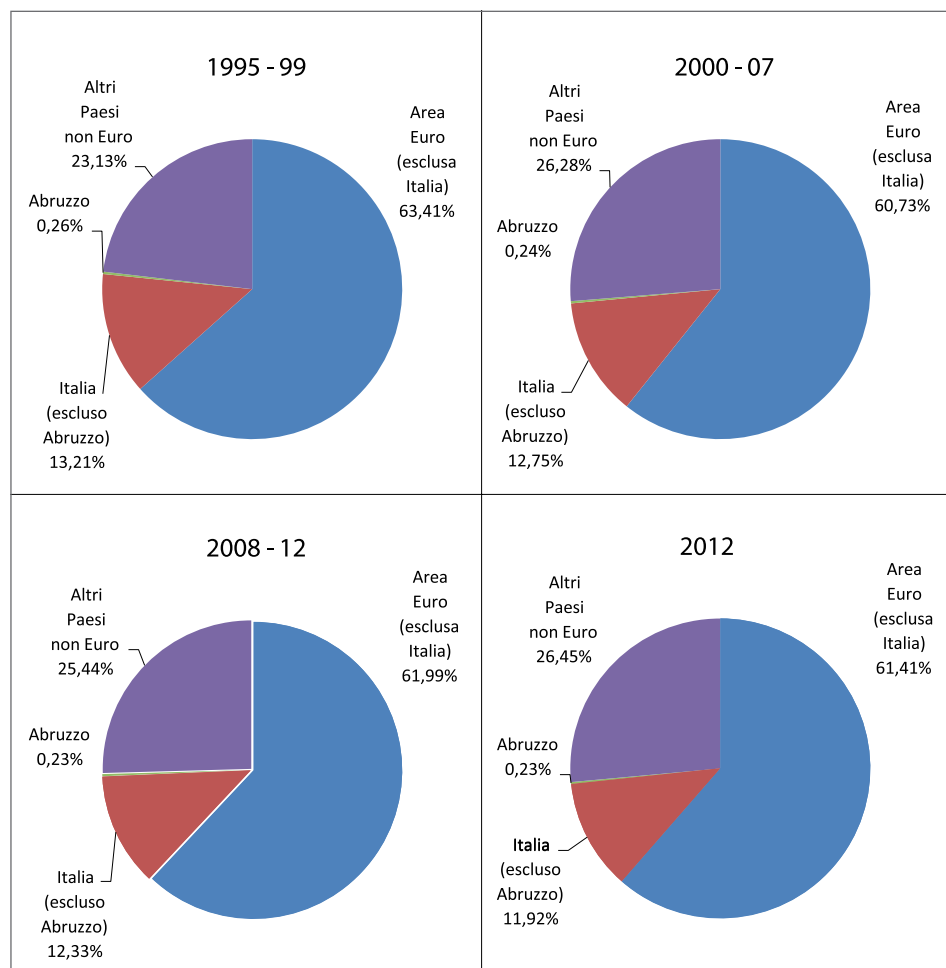 1995 - 99
Altri
Paesi
non Euro
23,13%
Area
Euro
(esclusa
Italia)
63,41%
Abruzzo
0,26%
Italia
(escluso
Abruzzo)
13,21%
2000 - 07
Altri
Paesi
non Euro
26,28%
Area
Euro
(esclusa
Italia)
60,73%
Abruzzo
0,24%
Italia
(escluso
Abruzzo)
12,75%
2008 - 12
Altri
Paesi
non Euro
25,44%
Area
Euro
(esclusa
Italia)
61,99%
Abruzzo
0,23%
Italia
(escluso
Abruzzo)
12,33%
2012
Altri
Paesi
non Euro
26,45%
Area
Euro
(esclusa
Italia)
61,41%
Abruzzo
0,23%
Italia
(escluso
Abruzzo)
11,92%